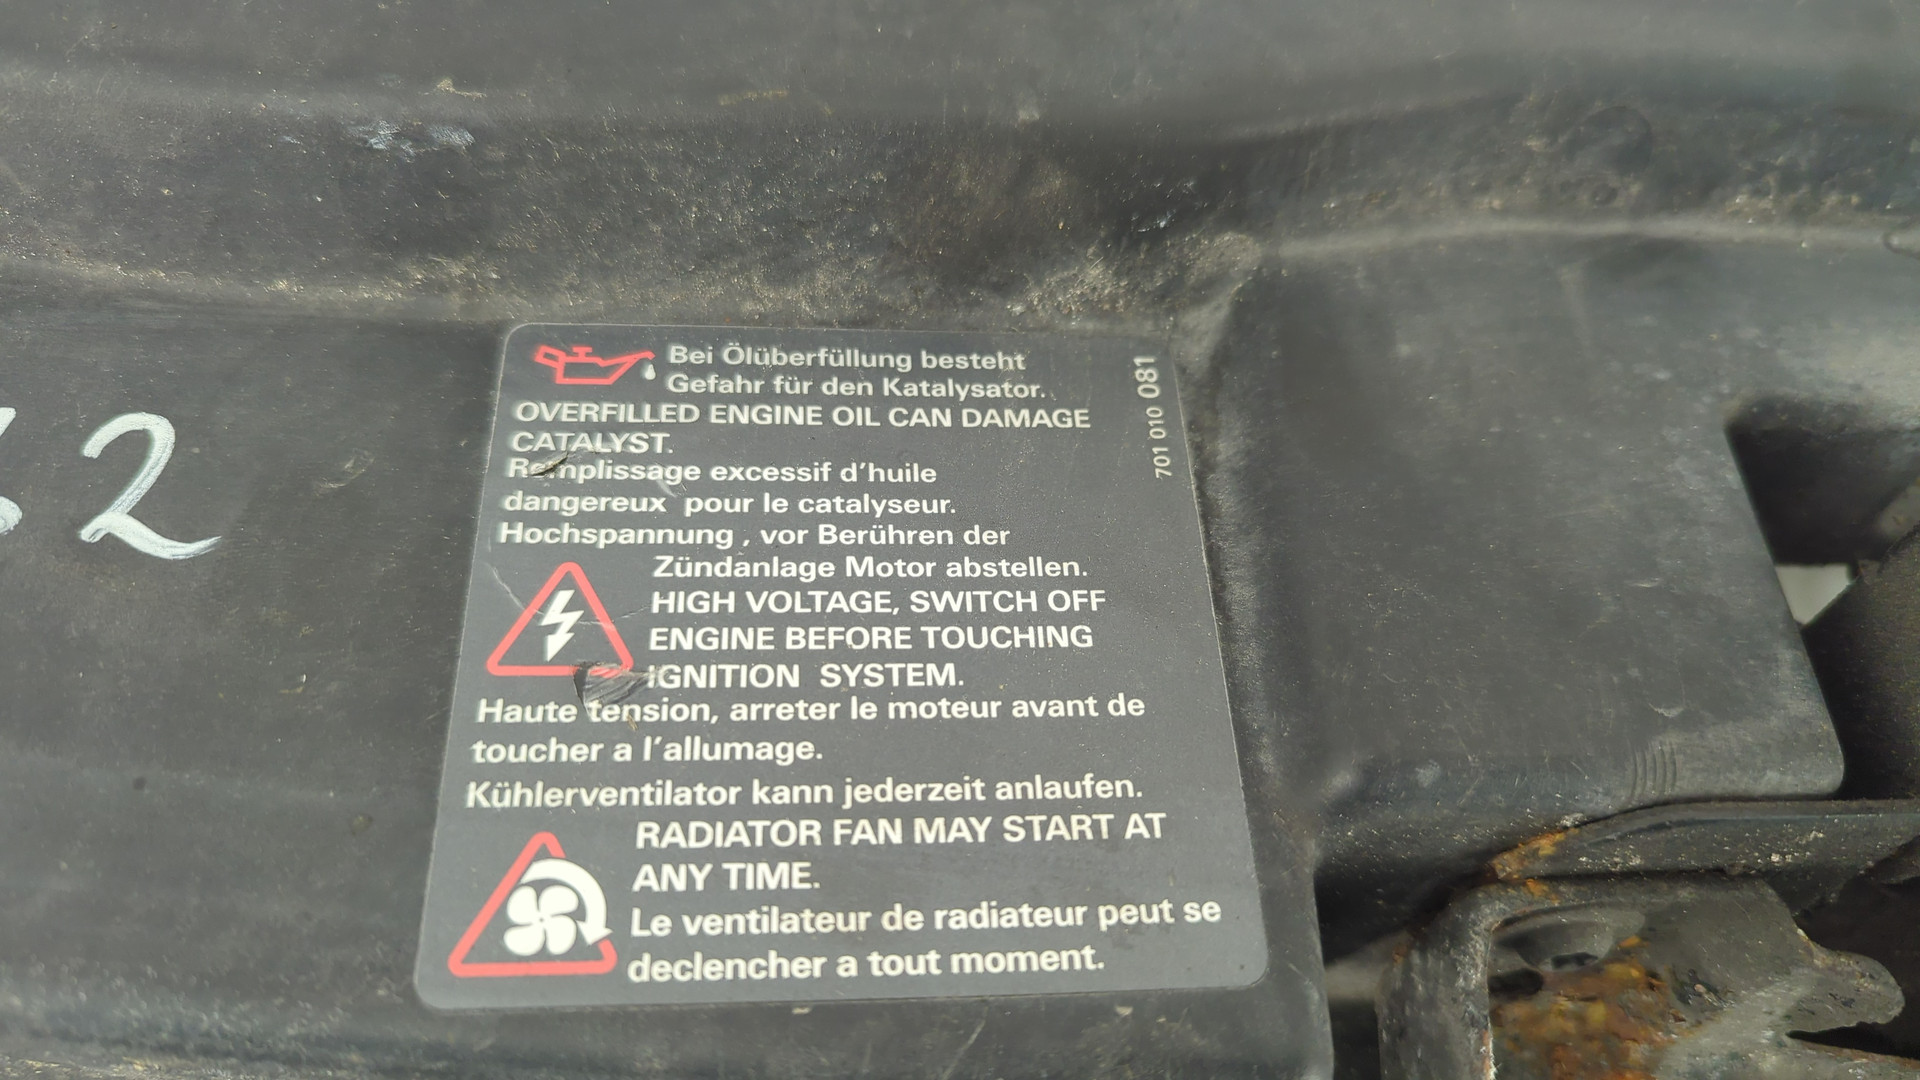 Bei Ölüberfüllung besteht
Gefahr für den Katalysator.
OVERFILLED ENGINE OIL CAN DAMAGE
CATALYST.
Remplissage excessif d'huile
dangereux pour le catalyseur.
Hochspannung , vor Berühren der
Zündanlage Motor abstellen.
HIGH VOLTAGE, SWITCH OFF
ENGINE BEFORE TOUCHING
IGNITION SYSTEM.
Haute tension, arreter le moteur avant de
toucher a l'allumage.
Kühlerventilator kann jederzeit anlaufen.
RADIATOR FAN MAY START AT
ANY TIME.
Le ventilateur de radiateur peut se
declencher a tout moment.
701 010 081
2